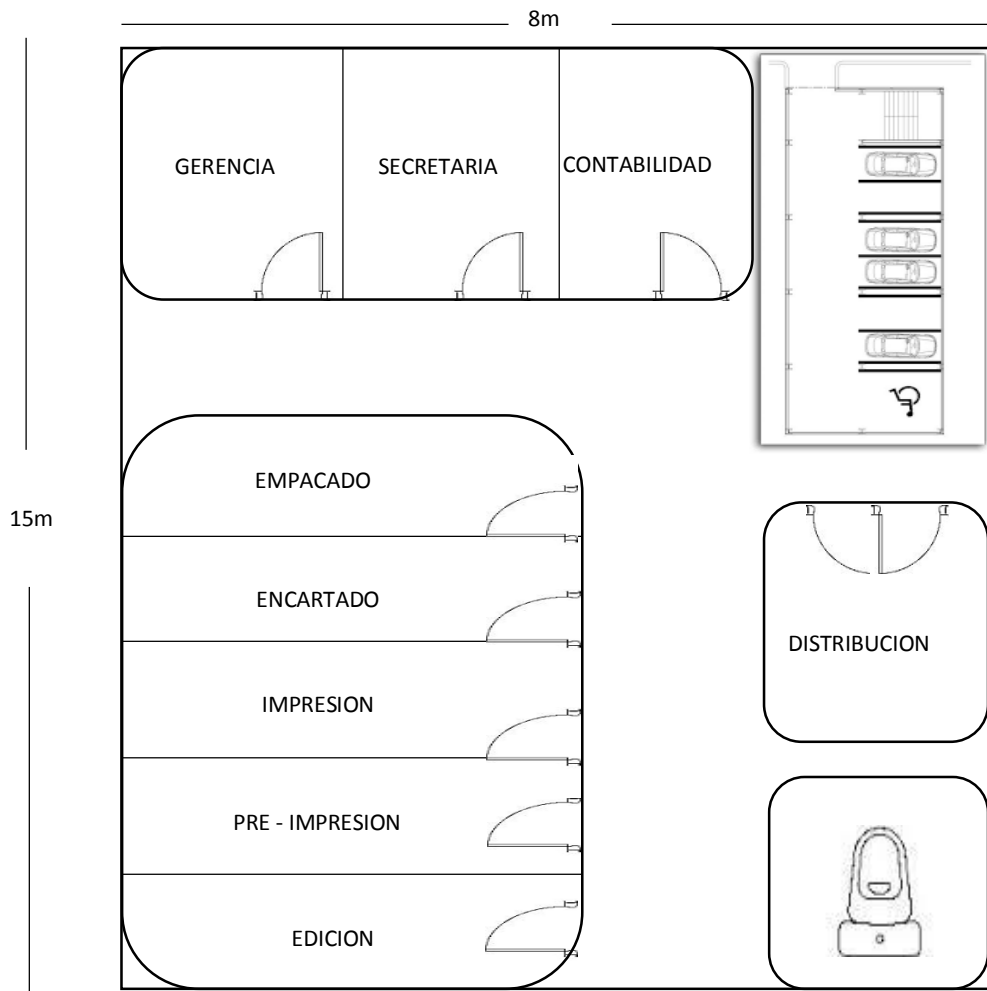 8m
GERENCIA
SECRETARIA
CONTABILIDAD
EMPACADO
15m
ENCARTADO
DISTRIBUCION
IMPRESION
PRE - IMPRESION
EDICION